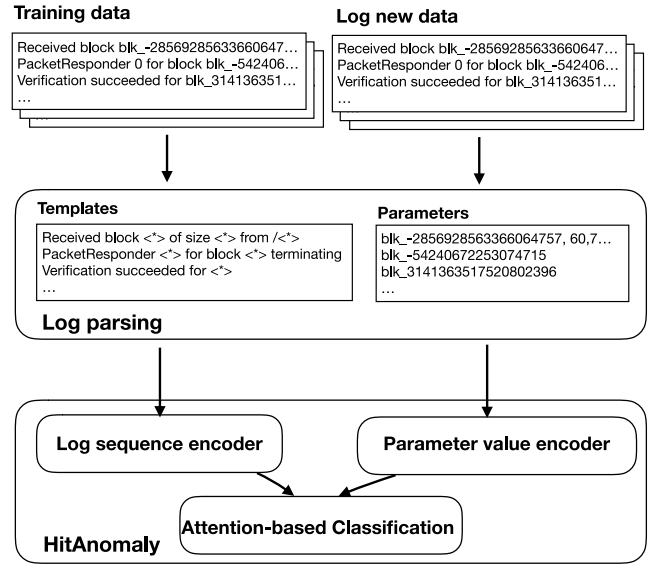 Training data
Received block blk_-28569285633660647...
PacketResponder 0 for block blk_-542406...
Verification succeeded for blk_314136351...
...
Log new data
Received block blk_-28569285633660647...
PacketResponder 0 for block blk_-542406...
Verification succeeded for blk_314136351...
...
Templates
Received block <*> of size <*> from /<*>
PacketResponder <*> for block <*> terminating
Verification succeeded for <*>
...
Parameters
blk_-2856928563366064757, 60,7...
blk_-54240672253074715
blk_3141363517520802396
...
Log parsing
Log sequence encoder
Parameter value encoder
Attention-based Classification
HitAnomaly